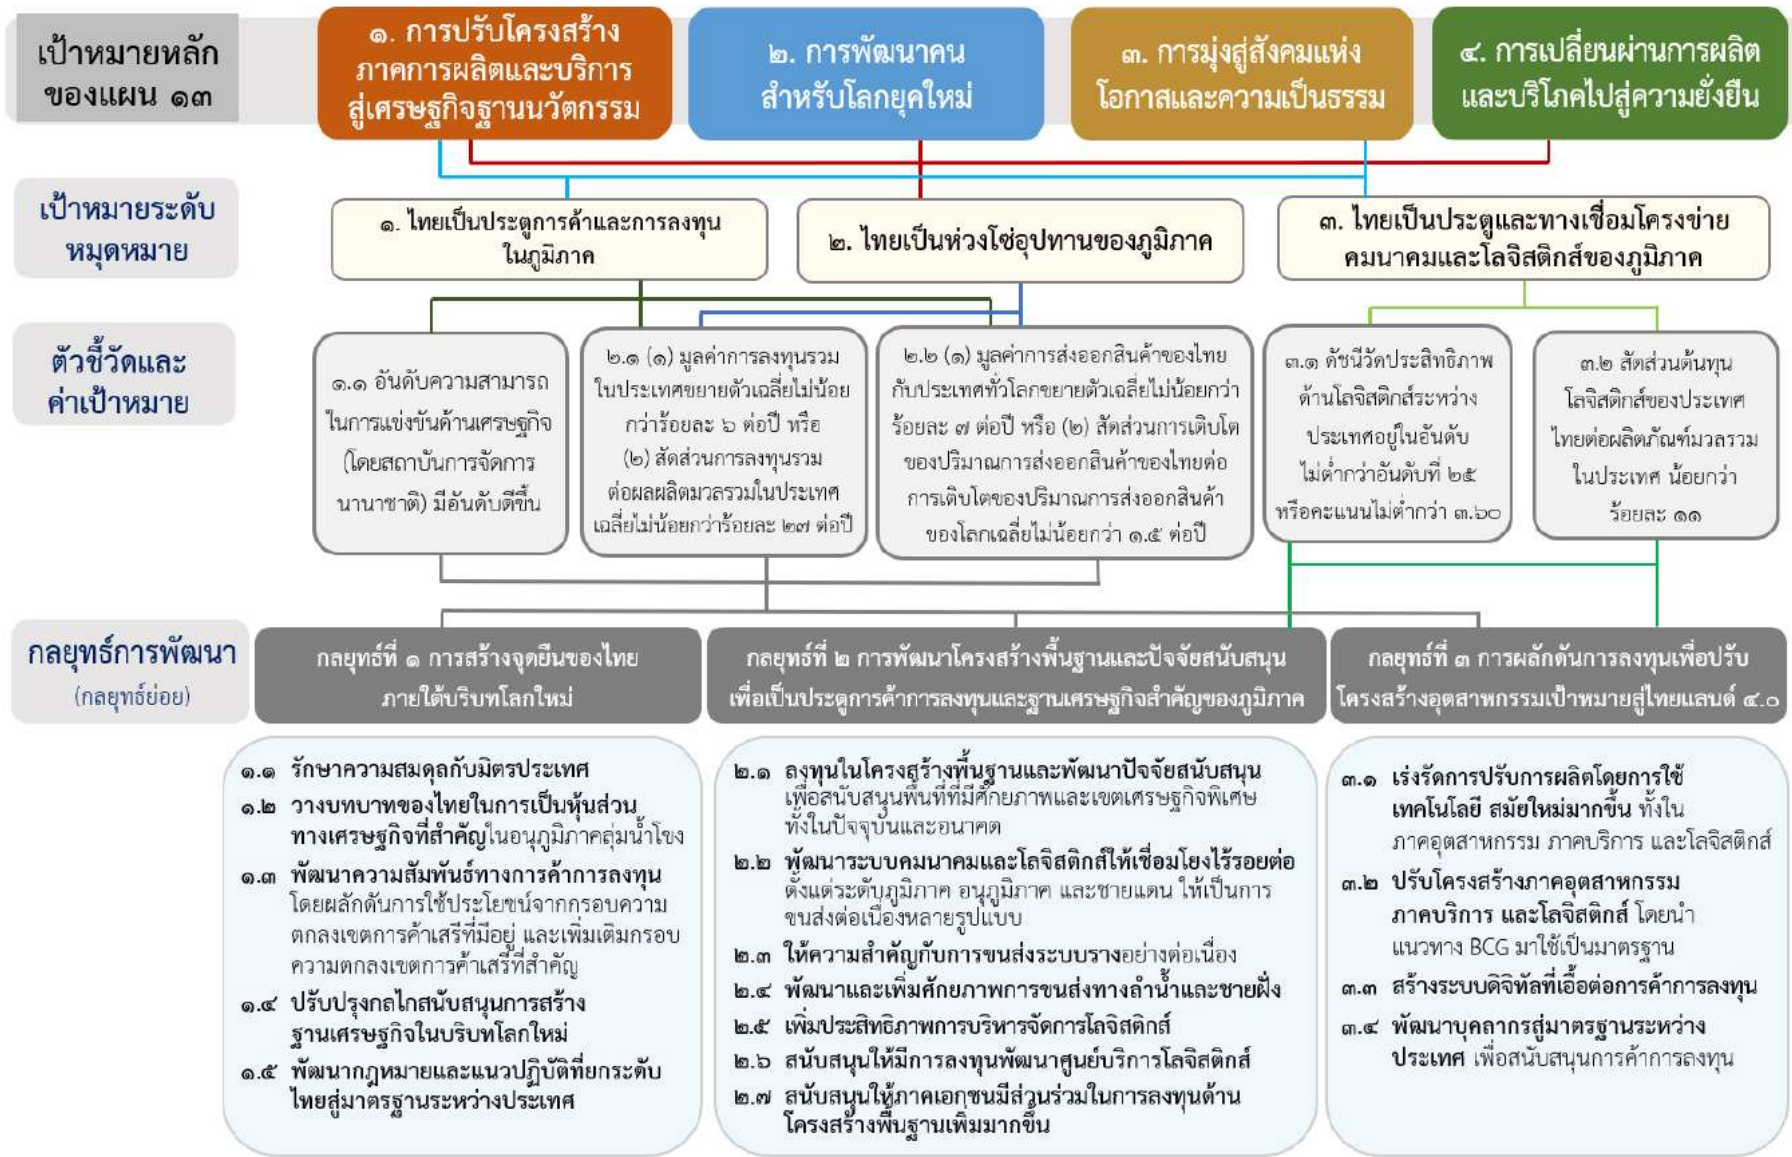 เป้าหมายหลัก
ของแผน ๑๓
๑. การปรับโครงสร้าง
ภาคการผลิตและบริการ
สู่เศรษฐกิจฐานนวัตกรรม
๒. การพัฒนาคน
สำหรับโลกยุคใหม่
๓. การมุ่งสู่สังคมแห่ง
โอกาสและความเป็นธรรม
๔. การเปลี่ยนผ่านการผลิต
และบริโภคไปสู่ความยั่งยืน
เป้าหมายระดับ
หมุดหมาย
๑. ไทยเป็นประตูการค้าและการลงทุน
ในภูมิภาค
๒. ไทยเป็นห่วงโซ่อุปทานของภูมิภาค
๓. ไทยเป็นประตูและทางเชื่อมโครงข่าย
คมนาคมและโลจิสติกส์ของภูมิภาค
ตัวชี้วัดและ
ค่าเป้าหมาย
๑.๑ อันดับความสามารถ
ในการแข่งขันด้านเศรษฐกิจ
(โดยสถาบันการจัดการ
นานาชาติ) มีอันดับดีขึ้น
๒.๑ (๑) มูลค่าการลงทุนรวม
ในประเทศขยายตัวเฉลี่ยไม่น้อย
กว่าร้อยละ ๖ ต่อปี หรือ
(๒) สัดส่วนการลงทุนรวม
ต่อผลผลิตมวลรวมในประเทศ
เฉลี่ยไม่น้อยกว่าร้อยละ ๒๗ ต่อปี
๒.๒ (๑) มูลค่าการส่งออกสินค้าของไทย
กับประเทศทั่วโลกขยายตัวเฉลี่ยไม่น้อยกว่า
ร้อยละ ๗ ต่อปี หรือ (๒) สัดส่วนการเติบโต
ของปริมาณการส่งออกสินค้าของไทยต่อ
การเติบโตของปริมาณการส่งออกสินค้า
ของโลกเฉลี่ยไม่น้อยกว่า ๑.๕ ต่อปี
๓.๑ ดัชนีวัดประสิทธิภาพ
ด้านโลจิสติกส์ระหว่าง
ประเทศอยู่ในอันดับ
ไม่ต่ำกว่าอันดับที่ ๒๕
หรือคะแนนไม่ต่ำกว่า ๓.๖๐
๓.๒ สัดส่วนต้นทุน
โลจิสติกส์ของประเทศ
ไทยต่อผลิตภัณฑ์มวลรวม
ในประเทศ น้อยกว่า
ร้อยละ ๑๑
กลยุทธ์การพัฒนา
(กลยุทธ์ย่อย)
กลยุทธ์ที่ ๑ การสร้างจุดยืนของไทย
ภายใต้บริบทโลกใหม่
กลยุทธ์ที่ ๒ การพัฒนาโครงสร้างพื้นฐานและปัจจัยสนับสนุน
เพื่อเป็นประตูการค้าการลงทุนและฐานเศรษฐกิจสำคัญของภูมิภาค
กลยุทธ์ที่ ๓ การผลักดันการลงทุนเพื่อปรับ
โครงสร้างอุตสาหกรรมเป้าหมายสู่ไทยแลนด์ ๔.๐
๑.๑ รักษาความสมดุลกับมิตรประเทศ
๑.๒ วางบทบาทของไทยในการเป็นหุ้นส่วน
ทางเศรษฐกิจที่สำคัญในอนุภูมิภาคลุ่มน้ำโขง
๑.๓ พัฒนาความสัมพันธ์ทางการค้าการลงทุน
โดยผลักดันการใช้ประโยชน์จากกรอบความ
ตกลงเขตการค้าเสรีที่มีอยู่ และเพิ่มเติมกรอบ
ความตกลงเขตการค้าเสรีที่สำคัญ
๑.๔ ปรับปรุงกลไกสนับสนุนการสร้าง
ฐานเศรษฐกิจในบริบทโลกใหม่
๑.๕ พัฒนากฎหมายและแนวปฏิบัติที่ยกระดับ
ไทยสู่มาตรฐานระหว่างประเทศ
๒.๑ ลงทุนในโครงสร้างพื้นฐานและพัฒนาปัจจัยสนับสนุน
เพื่อสนับสนุนพื้นที่ที่มีศักยภาพและเขตเศรษฐกิจพิเศษ
ทั้งในปัจจุบันและอนาคต
๒.๒ พัฒนาระบบคมนาคมและโลจิสติกส์ให้เชื่อมโยงไร้รอยต่อ
ตั้งแต่ระดับภูมิภาค อนุภูมิภาค และชายแดน ให้เป็นการ
ขนส่งต่อเนื่องหลายรูปแบบ
๒.๓ ให้ความสำคัญกับการขนส่งระบบรางอย่างต่อเนื่อง
๒.๔ พัฒนาและเพิ่มศักยภาพการขนส่งทางลำน้ำและชายฝั่ง
๒.๕ เพิ่มประสิทธิภาพการบริหารจัดการโลจิสติกส์
๒.๖ สนับสนุนให้มีการลงทุนพัฒนาศูนย์บริการโลจิสติกส์
๒.๗ สนับสนุนให้ภาคเอกชนมีส่วนร่วมในการลงทุนด้าน
โครงสร้างพื้นฐานเพิ่มมากขึ้น
๓.๑ เร่งรัดการปรับการผลิตโดยการใช้
เทคโนโลยี สมัยใหม่มากขึ้น ทั้งใน
ภาคอุตสาหกรรม ภาคบริการ และโลจิสติกส์
๓.๒ ปรับโครงสร้างภาคอุตสาหกรรม
ภาคบริการ และโลจิสติกส์ โดยนำ
แนวทาง BCG มาใช้เป็นมาตรฐาน
๓.๓ สร้างระบบดิจิทัลที่เอื้อต่อการค้าการลงทุน
๓.๔ พัฒนาบุคลากรสู่มาตรฐานระหว่าง
ประเทศ เพื่อสนับสนุนการค้าการลงทุน